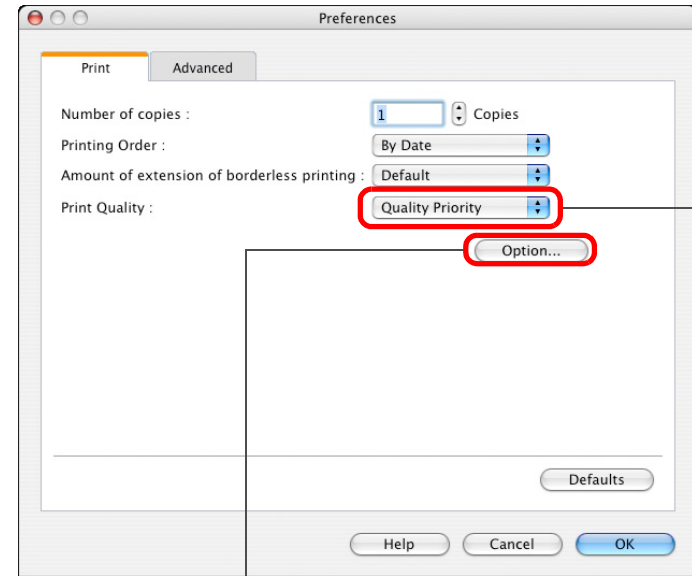 Preferences
Print Advanced
Number of copies : 1 Copies
Printing Order : By Date
Amount of extension of borderless printing : Default
Print Quality : Quality Priority
Option...
Defaults
Help Cancel OK